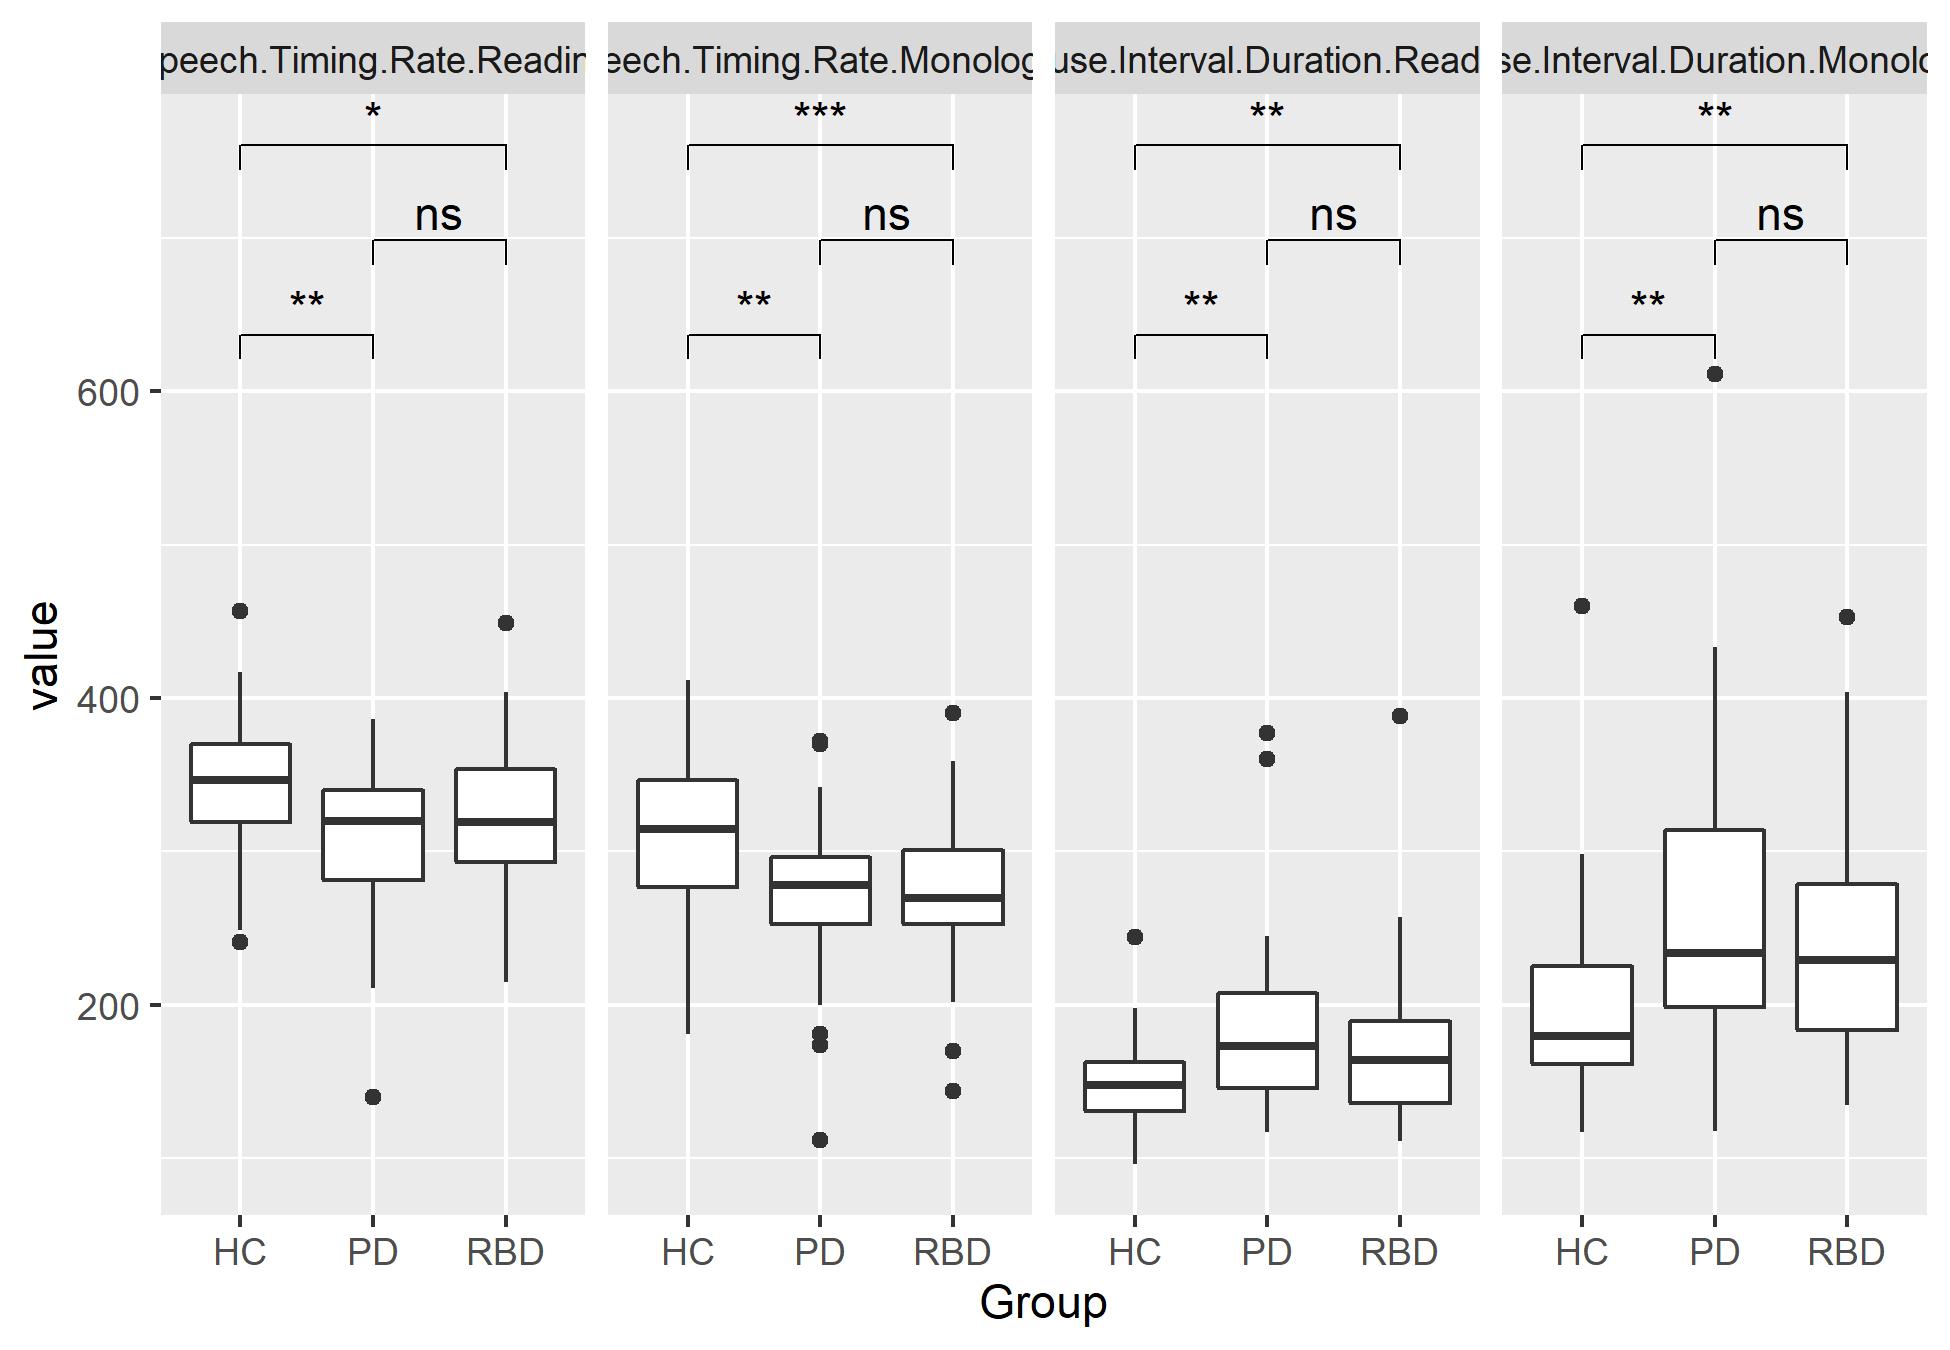 peech.Timing.Rate.Readin
eech.Timing.Rate.Monolog
use.Interval.Duration.Read
se.Interval.Duration.Monolo
*
***
**
**
ns
ns
ns
ns
**
**
**
**
600
400
200
value
HC PD RBD
HC PD RBD
HC PD RBD
HC PD RBD
Group